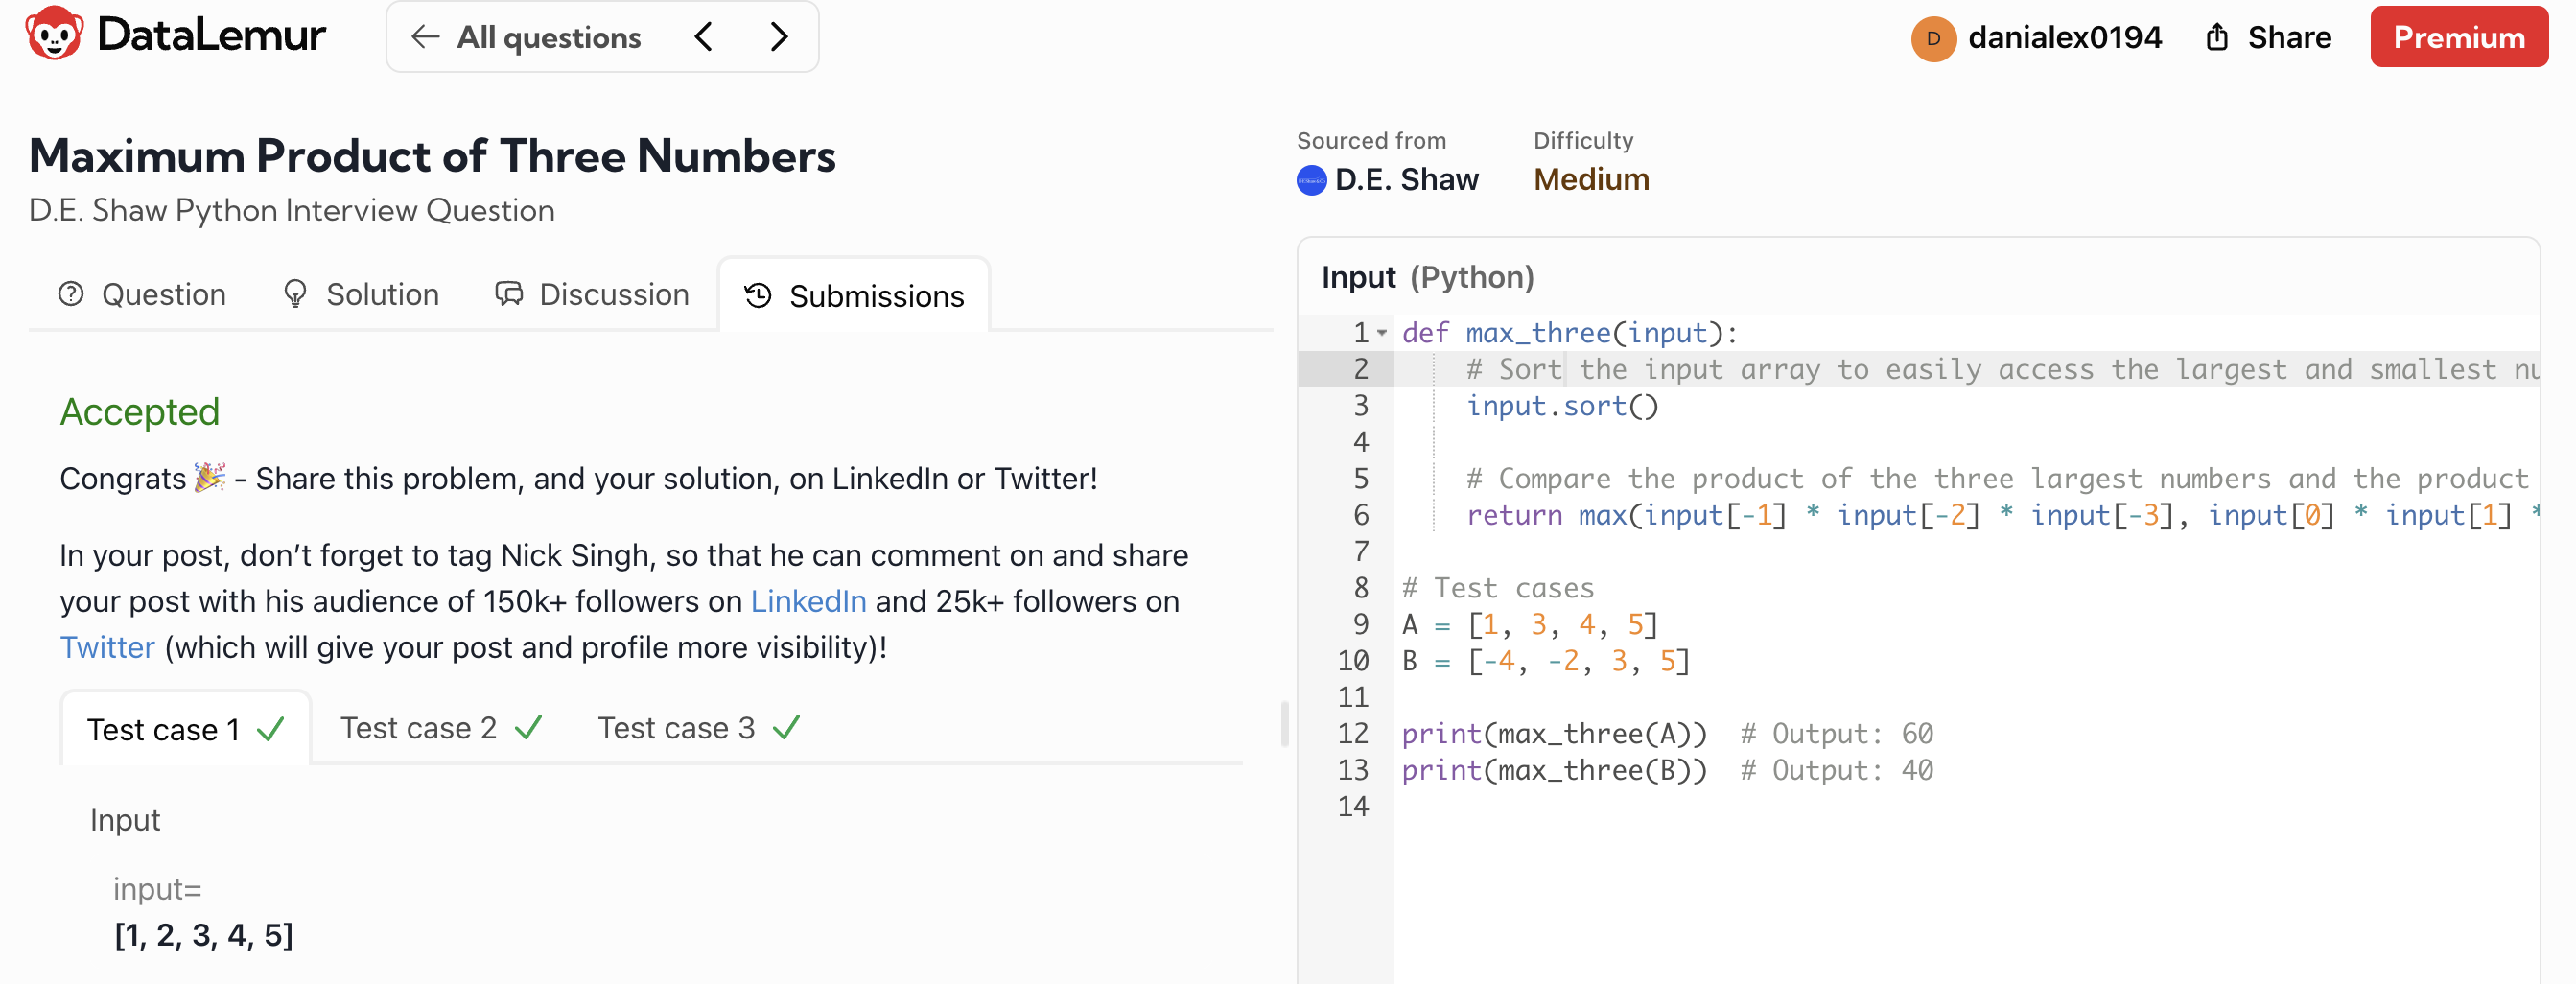 DataLemur
← All questions
D danialex0194
Share
Premium
Maximum Product of Three Numbers
D.E. Shaw Python Interview Question
Question
Solution
Discussion
Submissions
Accepted
Congrats 🎉 - Share this problem, and your solution, on LinkedIn or Twitter!
In your post, don’t forget to tag Nick Singh, so that he can comment on and share
your post with his audience of 150k+ followers on LinkedIn and 25k+ followers on
Twitter (which will give your post and profile more visibility)!
Test case 1
Test case 2
Test case 3
Input
input=
[1, 2, 3, 4, 5]
Sourced from
D.E. Shaw
Difficulty
Medium
Input (Python)
1 def max_three(input):
2     # Sort the input array to easily access the largest and smallest nu
3     input.sort()
4
5     # Compare the product of the three largest numbers and the product
6     return max(input[-1] * input[-2] * input[-3], input[0] * input[1] *
7
8 # Test cases
9 A = [1, 3, 4, 5]
10 B = [-4, -2, 3, 5]
11
12 print(max_three(A))  # Output: 60
13 print(max_three(B))  # Output: 40
14